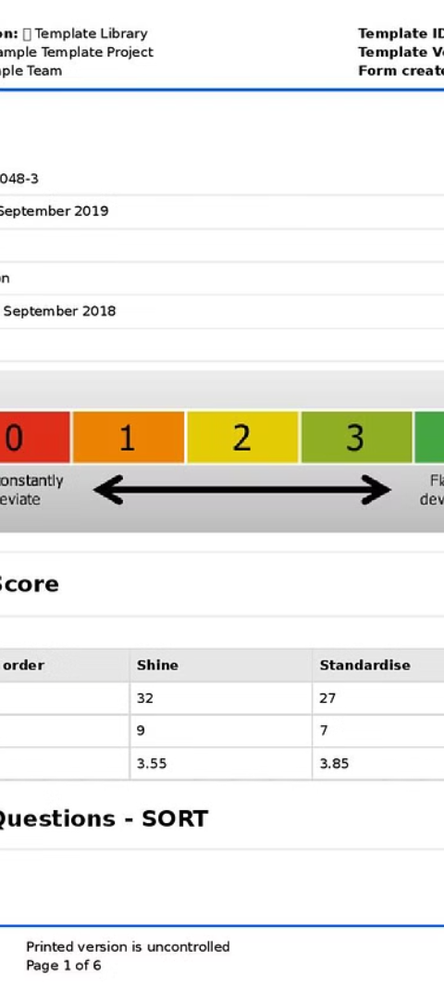 on: Template Library
ample Template Project
ple Team
Template ID
Template Ve
Form create
048-3
September 2019
n
September 2018
0 1 2 3
onstantly
eviate
Fl
dev
Score
order Shine Standardise
32 27
9 7
3.55 3.85
Questions - SORT
Printed version is uncontrolled
Page 1 of 6